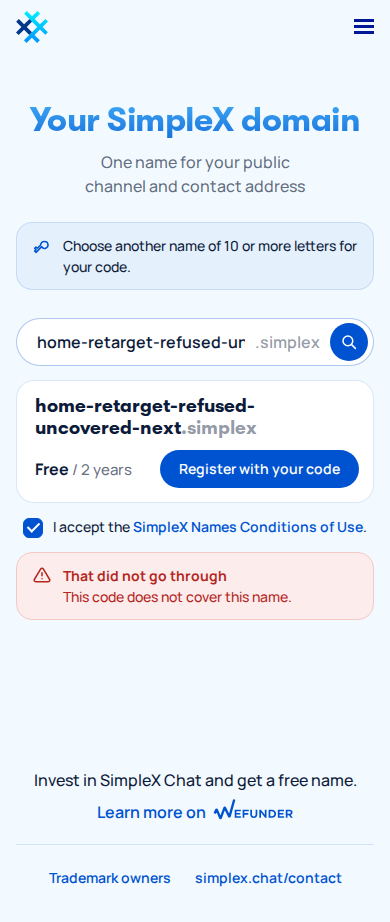 Your SimpleX domain
One name for your public
channel and contact address
Choose another name of 10 or more letters for
your code.
home-retarget-refused-un .simplex
home-retarget-refused-
uncovered-next.simplex
Free / 2 years
Register with your code
I accept the SimpleX Names Conditions of Use.
That did not go through
This code does not cover this name.
Invest in SimpleX Chat and get a free name.
Learn more on WEFUNDER
Trademark owners
simplex.chat/contact